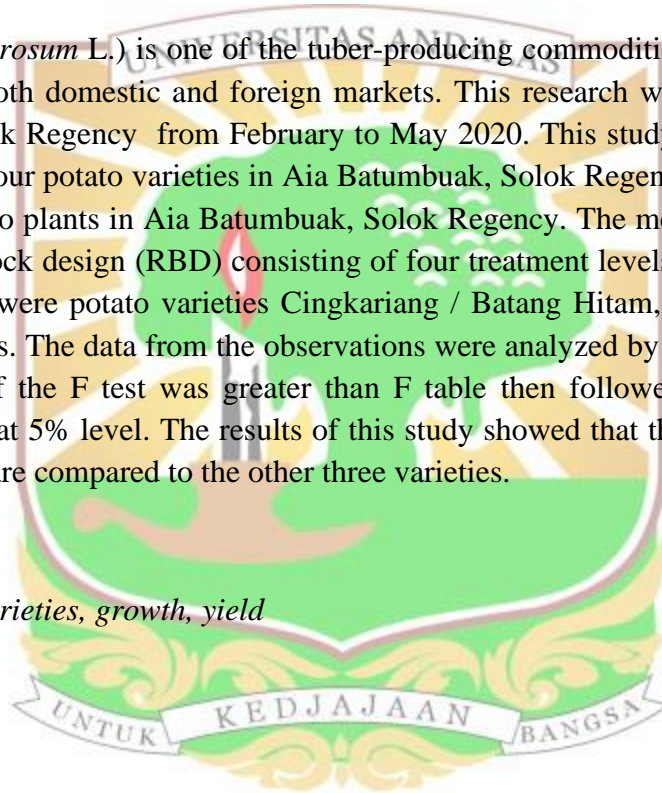 UNIVERSITAS ANDALAS
rosum L.) is one of the tuber-producing commoditi
oth domestic and foreign markets. This research w
k Regency from February to May 2020. This study
our potato varieties in Aia Batumbuak, Solok Regen
o plants in Aia Batumbuak, Solok Regency. The me
ock design (RBD) consisting of four treatment levels
were potato varieties Cingkariang / Batang Hitam,
s. The data from the observations were analyzed by
f the F test was greater than F table then followe
at 5% level. The results of this study showed that th
are compared to the other three varieties.
rieties, growth, yield
UNTUK KEDJAJAAN BANGSA